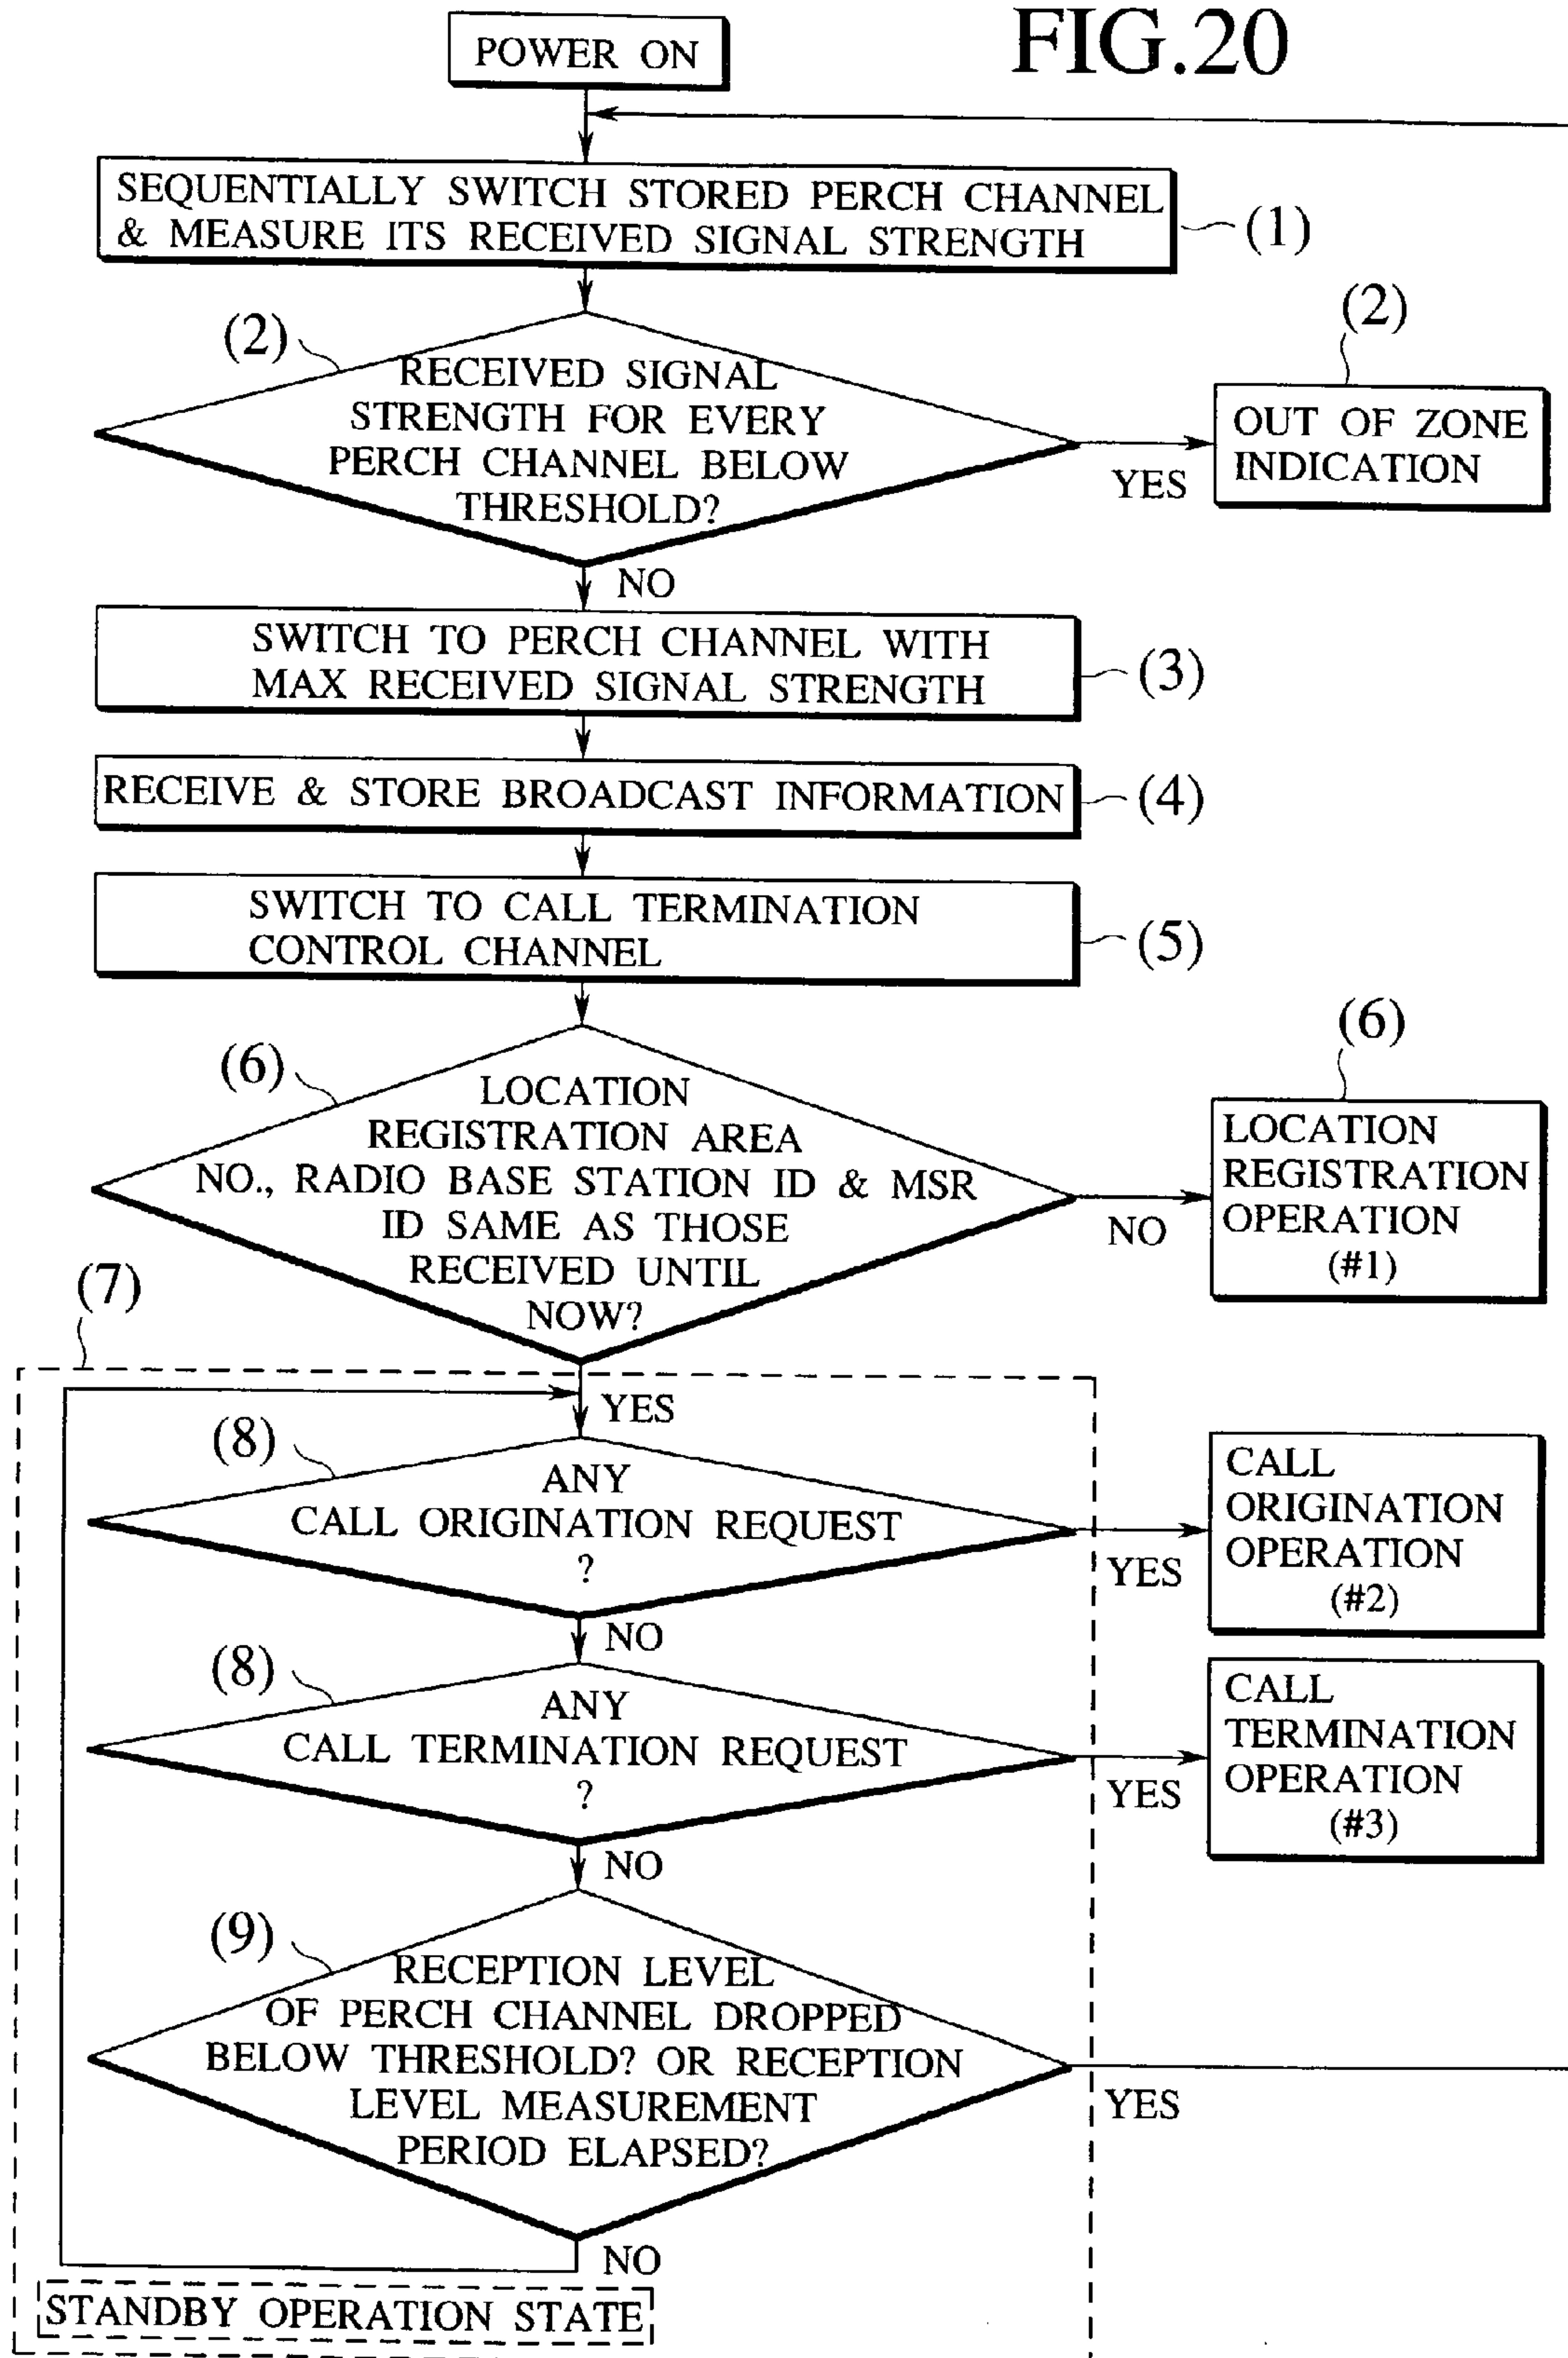 FIG.20
POWER ON
SEQUENTIALLY SWITCH STORED PERCH CHANNEL
& MEASURE ITS RECEIVED SIGNAL STRENGTH
(1)
(2)
RECEIVED SIGNAL
STRENGTH FOR EVERY
PERCH CHANNEL BELOW
THRESHOLD?
YES
(2)
OUT OF ZONE
INDICATION
NO
SWITCH TO PERCH CHANNEL WITH
MAX RECEIVED SIGNAL STRENGTH
(3)
RECEIVE & STORE BROADCAST INFORMATION
(4)
SWITCH TO CALL TERMINATION
CONTROL CHANNEL
(5)
(6)
LOCATION
REGISTRATION AREA
NO., RADIO BASE STATION ID & MSR
ID SAME AS THOSE
RECEIVED UNTIL
NOW?
NO
(6)
LOCATION
REGISTRATION
OPERATION
(#1)
(7)
YES
(8)
ANY
CALL ORIGINATION REQUEST
?
YES
CALL
ORIGINATION
OPERATION
(#2)
NO
(8)
ANY
CALL TERMINATION REQUEST
?
YES
CALL
TERMINATION
OPERATION
(#3)
NO
(9)
RECEPTION LEVEL
OF PERCH CHANNEL DROPPED
BELOW THRESHOLD? OR RECEPTION
LEVEL MEASUREMENT
PERIOD ELAPSED?
YES
NO
STANDBY OPERATION STATE